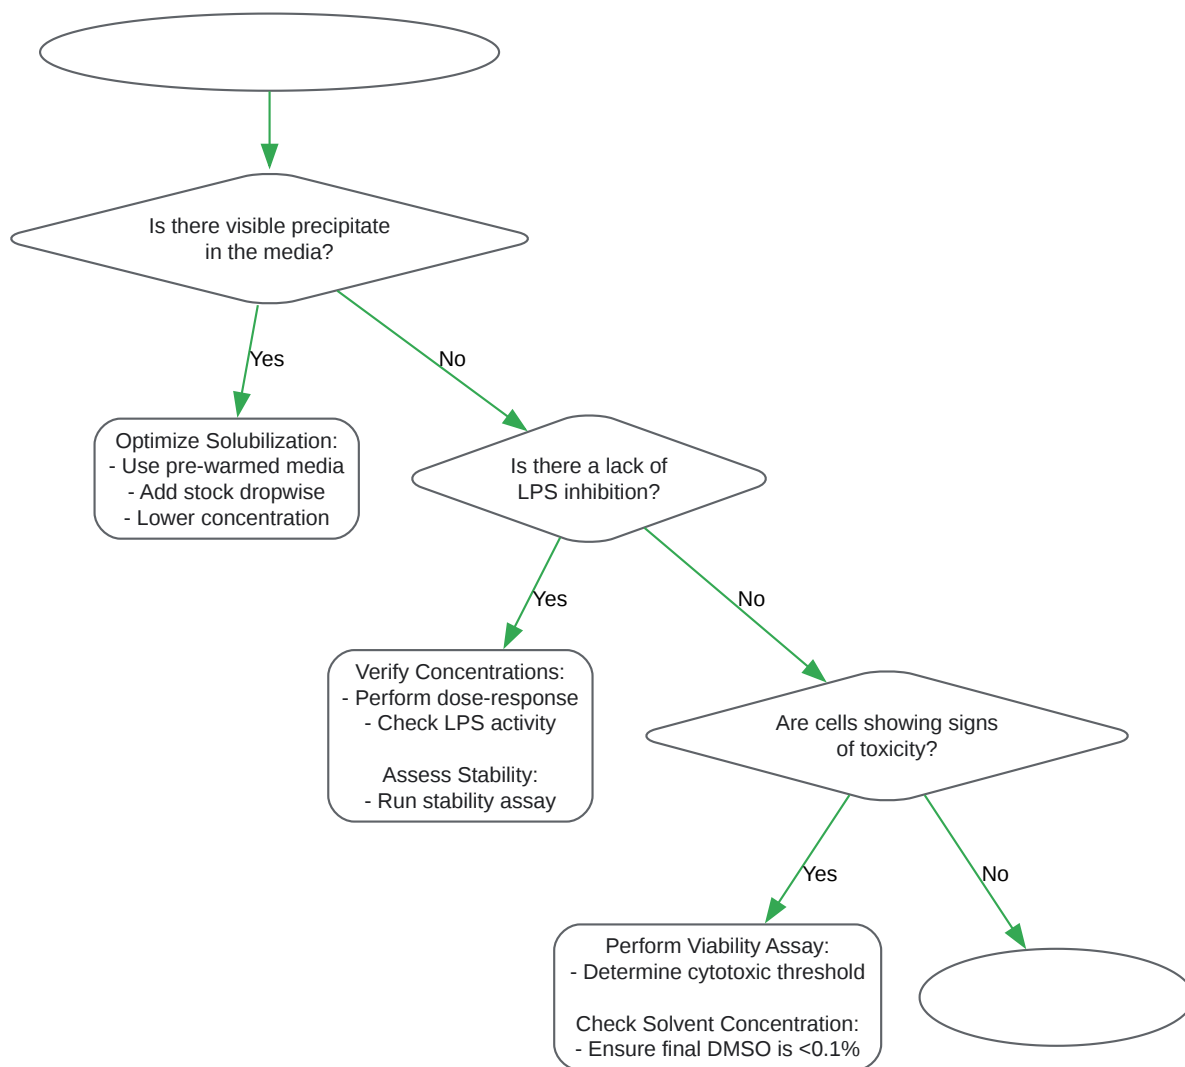 Is there visible precipitate
in the media?
Yes
No
Optimize Solubilization:
- Use pre-warmed media
- Add stock dropwise
- Lower concentration
Is there a lack of
LPS inhibition?
Yes
No
Verify Concentrations:
- Perform dose-response
- Check LPS activity
Assess Stability:
- Run stability assay
Are cells showing signs
of toxicity?
Yes
No
Perform Viability Assay:
- Determine cytotoxic threshold
Check Solvent Concentration:
- Ensure final DMSO is <0.1%